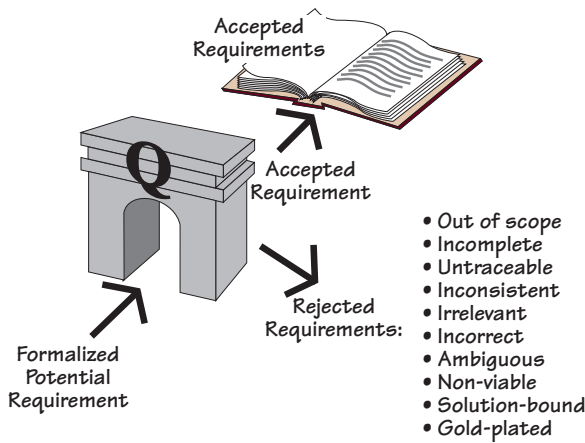 Accepted
Requirements
Q
Accepted
Requirement
Rejected
Requirements:
• Out of scope
• Incomplete
• Untraceable
• Inconsistent
• Irrelevant
• Incorrect
• Ambiguous
• Non-viable
• Solution-bound
• Gold-plated
Formalized
Potential
Requirement